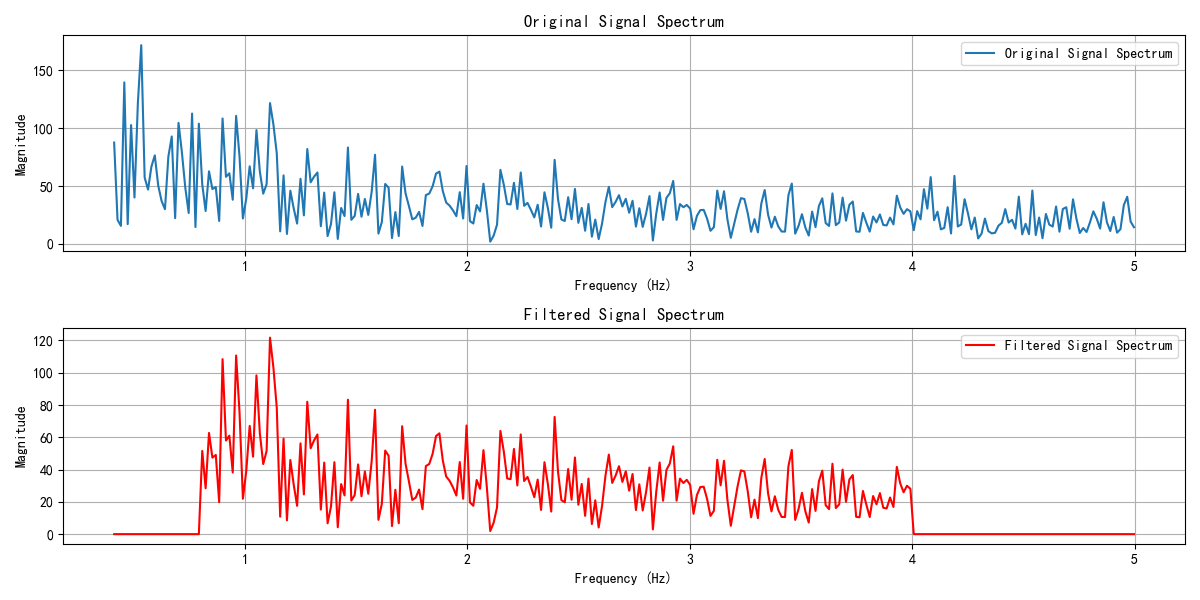 Original Signal Spectrum
Original Signal Spectrum
Magnitude
150
100
50
0
1 2 3 4 5
Frequency (Hz)
Filtered Signal Spectrum
Filtered Signal Spectrum
Magnitude
120
100
80
60
40
20
0
1 2 3 4 5
Frequency (Hz)